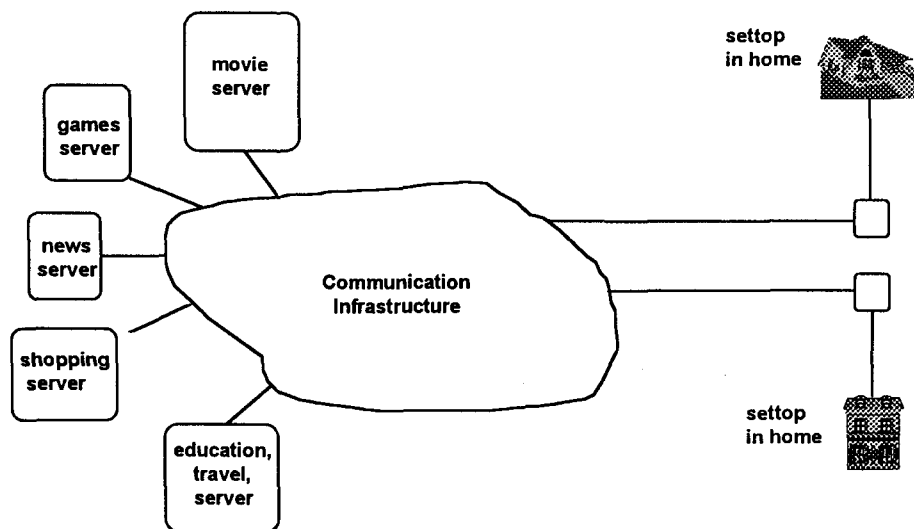 movie
server
settop
in home
games
server
news
server
Communication
Infrastructure
shopping
server
education,
travel,
server
settop
in home